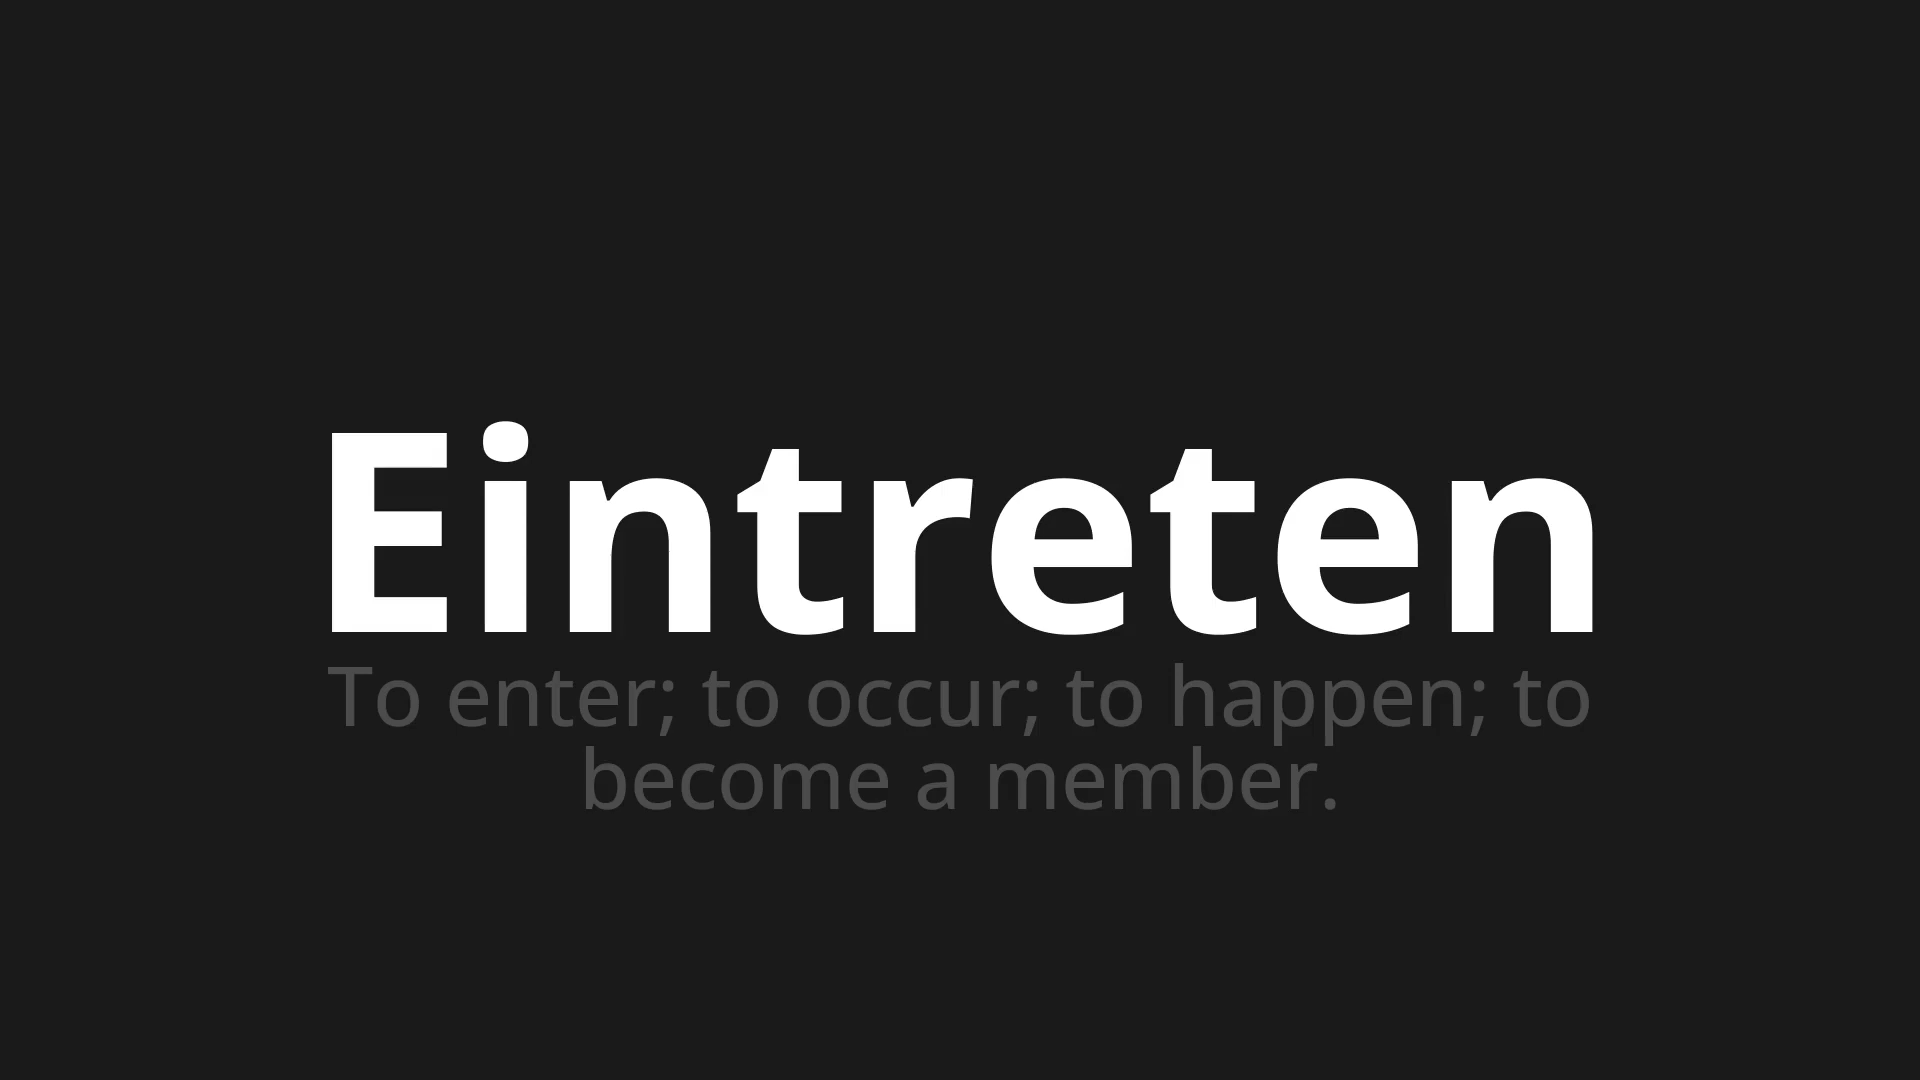 Eintreten
To enter; to occur; to happen; to
become a member.